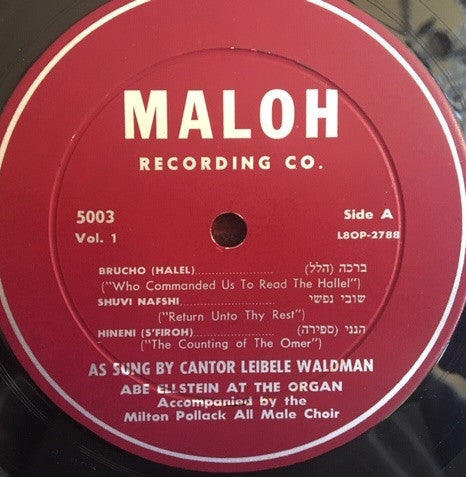 MALOH
RECORDING CO.
5003 Side A
Vol. 1 L8OP-2788
BRUCHO (HALEL)........................ ברכה (הלל)
("Who Commanded Us To Read The Hallel")
SHUVI NAFSHI........................ שובי נפשי
("Return Unto Thy Rest")
HINENI (S'FIROH)........................ הנני (ספירה)
("The Counting of The Omer")
AS SUNG BY CANTOR LEIBELE WALDMAN
ABE ELLSTEIN AT THE ORGAN
Accompanied by the
Milton Pollack All Male Choir